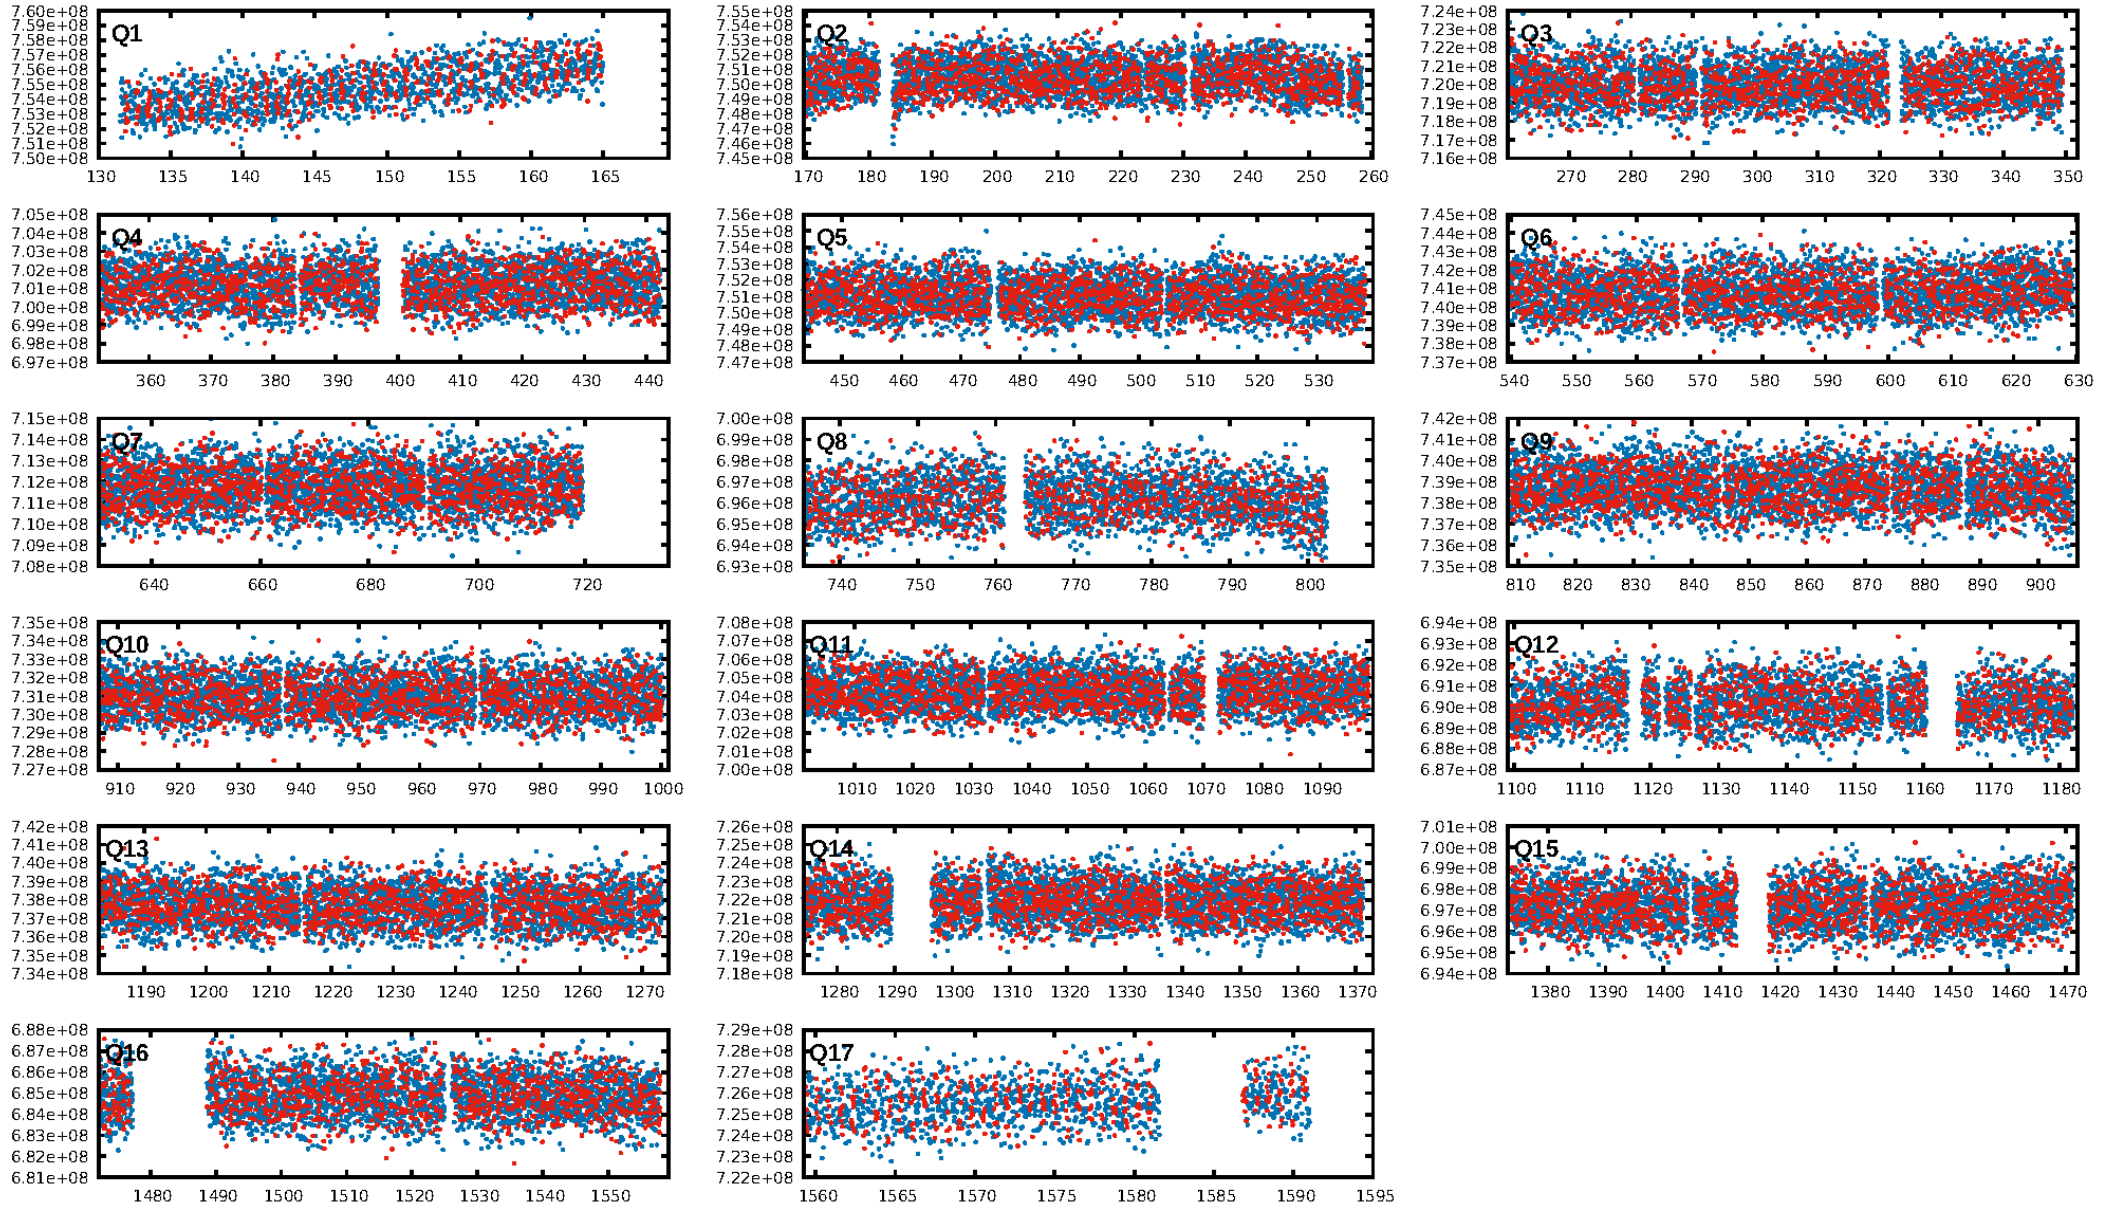 7.60e+08
7.59e+08
7.58e+08
7.57e+08
7.56e+08
7.55e+08
7.54e+08
7.53e+08
7.52e+08
7.51e+08
7.50e+08
Q1
130 135 140 145 150 155 160 165
7.55e+08
7.54e+08
7.53e+08
7.52e+08
7.51e+08
7.50e+08
7.49e+08
7.48e+08
7.47e+08
7.46e+08
7.45e+08
Q2
170 180 190 200 210 220 230 240 250 260
7.24e+08
7.23e+08
7.22e+08
7.21e+08
7.20e+08
7.19e+08
7.18e+08
7.17e+08
7.16e+08
Q3
270 280 290 300 310 320 330 340 350
7.05e+08
7.04e+08
7.03e+08
7.02e+08
7.01e+08
7.00e+08
6.99e+08
6.98e+08
6.97e+08
Q4
360 370 380 390 400 410 420 430 440
7.56e+08
7.55e+08
7.54e+08
7.53e+08
7.52e+08
7.51e+08
7.50e+08
7.49e+08
7.48e+08
7.47e+08
Q5
450 460 470 480 490 500 510 520 530
7.45e+08
7.44e+08
7.43e+08
7.42e+08
7.41e+08
7.40e+08
7.39e+08
7.38e+08
7.37e+08
Q6
540 550 560 570 580 590 600 610 620 630
7.15e+08
7.14e+08
7.13e+08
7.12e+08
7.11e+08
7.10e+08
7.09e+08
7.08e+08
Q7
640 660 680 700 720
7.00e+08
6.99e+08
6.98e+08
6.97e+08
6.96e+08
6.95e+08
6.94e+08
6.93e+08
Q8
740 750 760 770 780 790 800
7.42e+08
7.41e+08
7.40e+08
7.39e+08
7.38e+08
7.37e+08
7.36e+08
7.35e+08
Q9
810 820 830 840 850 860 870 880 890 900
7.35e+08
7.34e+08
7.33e+08
7.32e+08
7.31e+08
7.30e+08
7.29e+08
7.28e+08
7.27e+08
Q10
910 920 930 940 950 960 970 980 990 1000
7.08e+08
7.07e+08
7.06e+08
7.05e+08
7.04e+08
7.03e+08
7.02e+08
7.01e+08
7.00e+08
Q11
1010 1020 1030 1040 1050 1060 1070 1080 1090
6.94e+08
6.93e+08
6.92e+08
6.91e+08
6.90e+08
6.89e+08
6.88e+08
6.87e+08
Q12
1100 1110 1120 1130 1140 1150 1160 1170 1180
7.42e+08
7.41e+08
7.40e+08
7.39e+08
7.38e+08
7.37e+08
7.36e+08
7.35e+08
7.34e+08
Q13
1190 1200 1210 1220 1230 1240 1250 1260 1270
7.26e+08
7.25e+08
7.24e+08
7.23e+08
7.22e+08
7.21e+08
7.20e+08
7.19e+08
7.18e+08
Q14
1280 1290 1300 1310 1320 1330 1340 1350 1360 1370
7.01e+08
7.00e+08
6.99e+08
6.98e+08
6.97e+08
6.96e+08
6.95e+08
6.94e+08
Q15
1380 1390 1400 1410 1420 1430 1440 1450 1460 1470
6.88e+08
6.87e+08
6.86e+08
6.85e+08
6.84e+08
6.83e+08
6.82e+08
6.81e+08
Q16
1480 1490 1500 1510 1520 1530 1540 1550
7.29e+08
7.28e+08
7.27e+08
7.26e+08
7.25e+08
7.24e+08
7.23e+08
7.22e+08
Q17
1560 1565 1570 1575 1580 1585 1590 1595